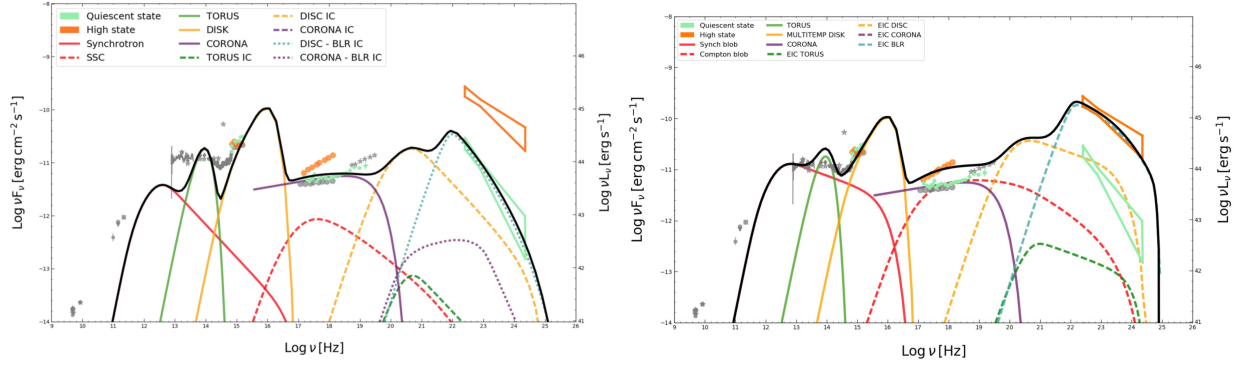 Quiescent state
High state
Synchrotron
SSC
TORUS
DISK
CORONA
TORUS IC
DISC IC
CORONA IC
DISC - BLR IC
CORONA - BLR IC
−8
−9
−10
−11
−12
−13
−14
Log νFν [erg cm⁻² s⁻¹]
46
45
44
43
42
41
Log νLν [erg s⁻¹]
9 10 11 12 13 14 15 16 17 18 19 20 21 22 23 24 25 26
Log ν [Hz]
Quiescent state
High state
Synch blob
Compton blob
TORUS
MULTITEMP DISK
CORONA
EIC TORUS
EIC DISC
EIC CORONA
EIC BLR
−8
−9
−10
−11
−12
−13
−14
Log νFν [erg cm⁻² s⁻¹]
46
45
44
43
42
41
Log νLν [erg s⁻¹]
9 10 11 12 13 14 15 16 17 18 19 20 21 22 23 24 25 26
Log ν [Hz]